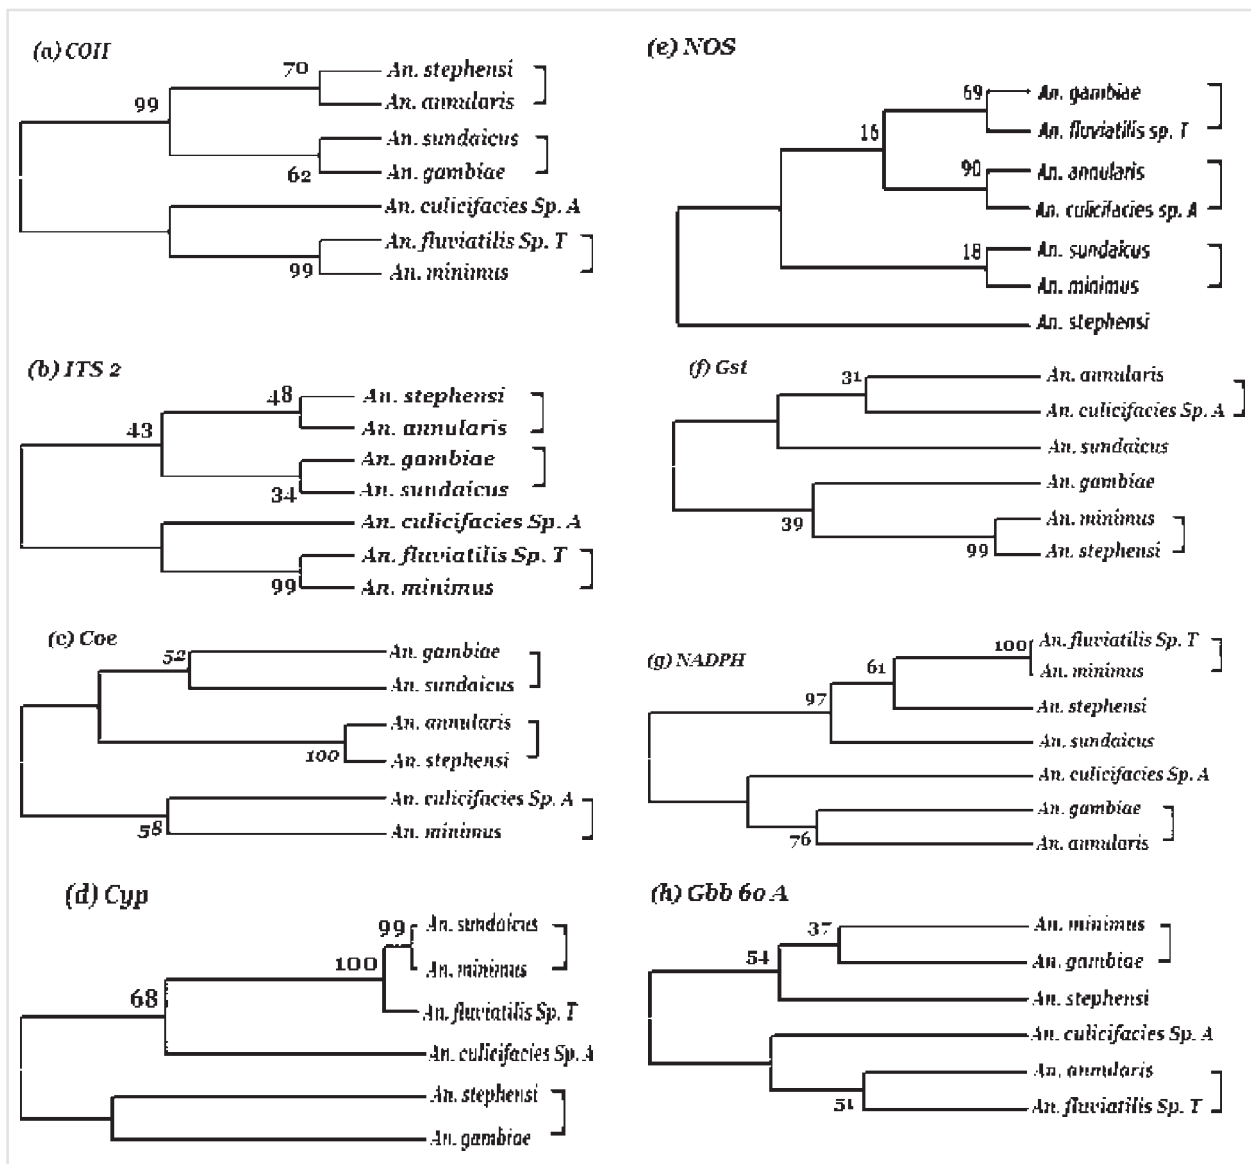 (a) COII
70
An. stephensi
99
An. annularis
An. sundaicus
62
An. gambiae
An. culicifacies Sp. A
An. fluviatilis Sp. T
99
An. minimus
(b) ITS 2
48
An. stephensi
43
An. annularis
An. gambiae
34
An. sundaicus
An. culicifacies Sp. A
An. fluviatilis Sp. T
99
An. minimus
(c) Coe
52
An. gambiae
An. sundaicus
An. annularis
100
An. stephensi
An. culicifacies Sp. A
58
An. minimus
(d) Cyp
99
An. sundaicus
100
An. minimus
68
An. fluviatilis Sp. T
An. culicifacies Sp. A
An. stephensi
An. gambiae
(e) NOS
69
An. gambiae
16
An. fluviatilis sp. T
90
An. annularis
An. culicifacies sp. A
18
An. sundaicus
An. minimus
An. stephensi
(f) Gst
31
An. annularis
An. culicifacies Sp. A
An. sundaicus
An. gambiae
39
An. minimus
99
An. stephensi
(g) NADPH
100
An. fluviatilis Sp. T
61
An. minimus
97
An. stephensi
An. sundaicus
An. culicifacies Sp. A
An. gambiae
76
An. annularis
(h) Gbb 60 A
37
An. minimus
54
An. gambiae
An. stephensi
An. culicifacies Sp. A
An. annularis
51
An. fluviatilis Sp. T